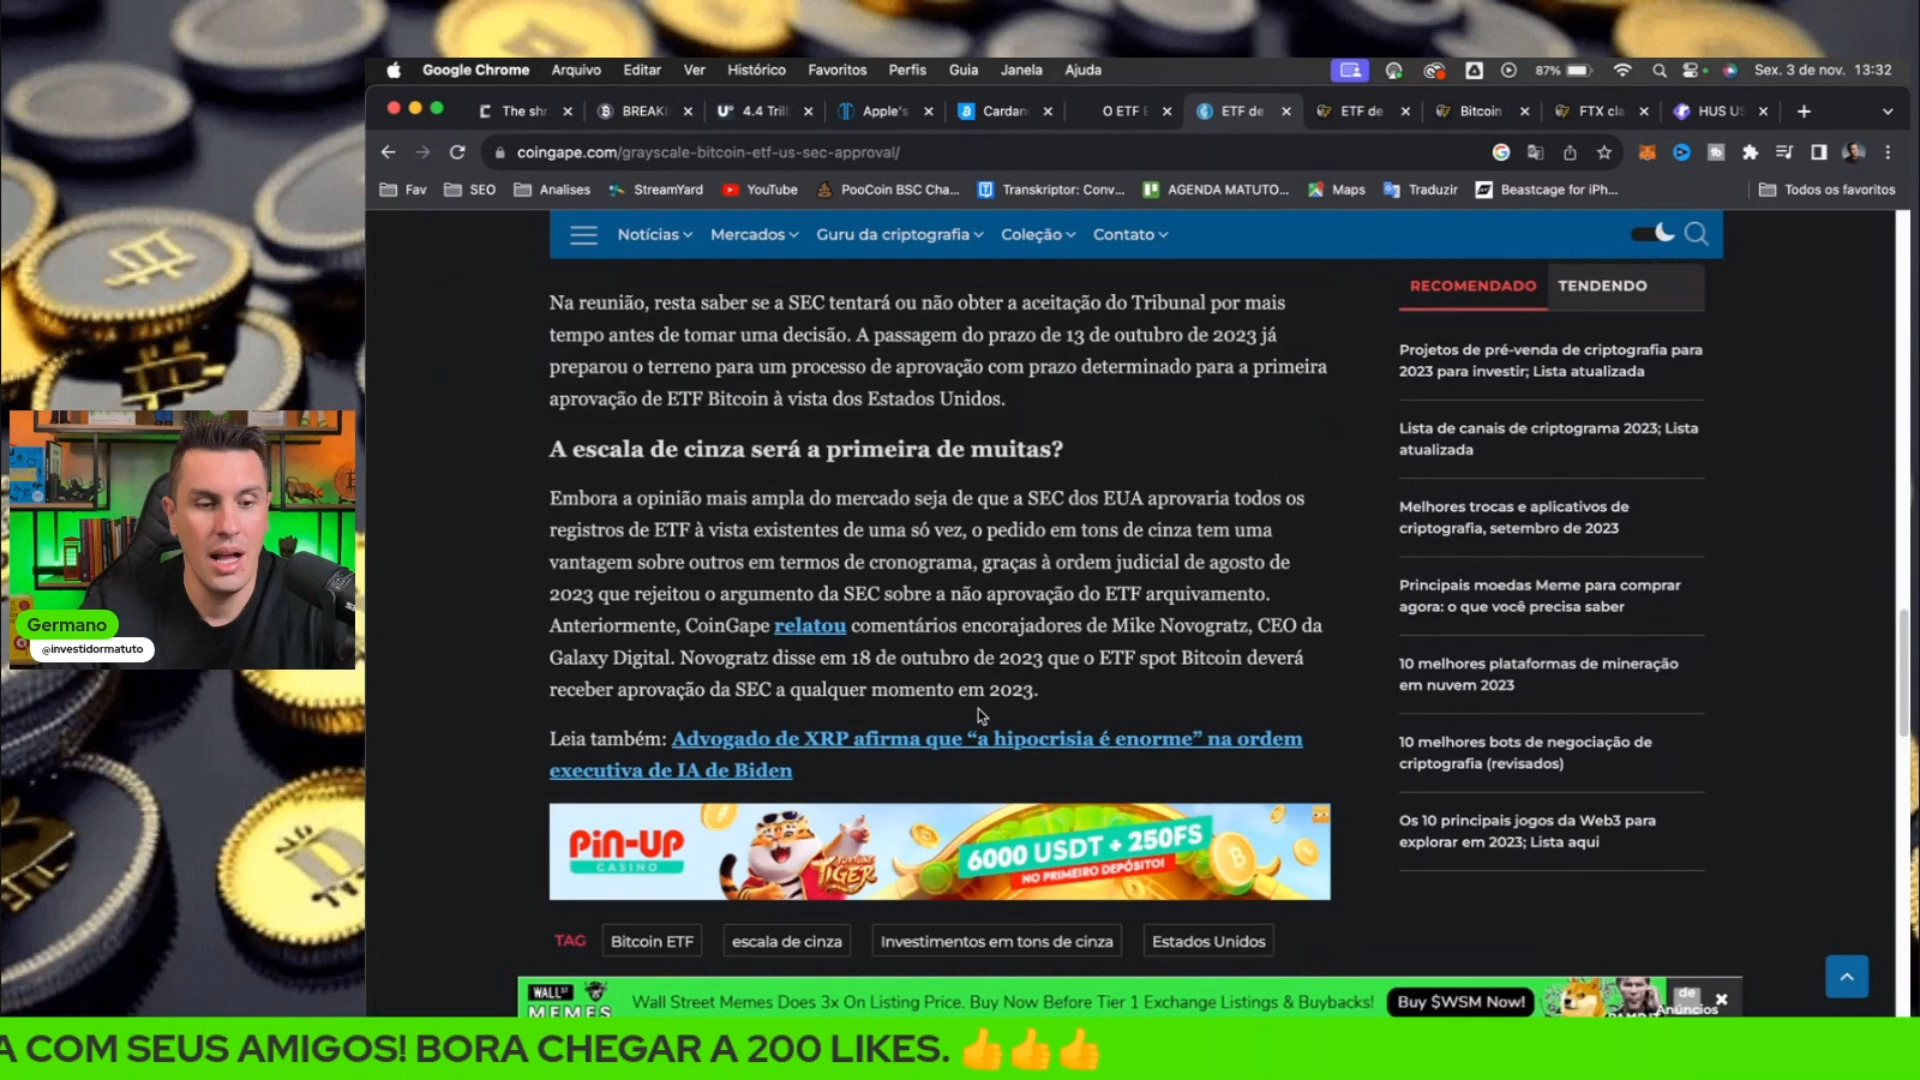 Google Chrome Arquivo Editar Ver Histórico Favoritos Perfis Guia Janela Ajuda 87% Sex. 3 de nov. 13:32
The shr BREAKI 4.4 Trill Apple's Cardan O ETF E ETF de ETF de Bitcoin FTX cla HUS US
coingape.com/grayscale-bitcoin-etf-us-sec-approval/
Fav SEO Analises StreamYard YouTube PooCoin BSC Cha... Transkriptor: Conv... AGENDA MATUTO... Maps Traduzir Beastcage for iPh... Todos os favoritos
Notícias Mercados Guru da criptografia Coleção Contato
Na reunião, resta saber se a SEC tentará ou não obter a aceitação do Tribunal por mais
tempo antes de tomar uma decisão. A passagem do prazo de 13 de outubro de 2023 já
preparou o terreno para um processo de aprovação com prazo determinado para a primeira
aprovação de ETF Bitcoin à vista dos Estados Unidos.
A escala de cinza será a primeira de muitas?
Embora a opinião mais ampla do mercado seja de que a SEC dos EUA aprovaria todos os
registros de ETF à vista existentes de uma só vez, o pedido em tons de cinza tem uma
vantagem sobre outros em termos de cronograma, graças à ordem judicial de agosto de
2023 que rejeitou o argumento da SEC sobre a não aprovação do ETF arquivamento.
Anteriormente, CoinGape relatou comentários encorajadores de Mike Novogratz, CEO da
Galaxy Digital. Novogratz disse em 18 de outubro de 2023 que o ETF spot Bitcoin deverá
receber aprovação da SEC a qualquer momento em 2023.
Leia também: Advogado de XRP afirma que “a hipocrisia é enorme” na ordem
executiva de IA de Biden
PiN-UP
CASINO
FORTUNE
TIGER
6000 USDT + 250FS
NO PRIMEIRO DEPÓSITO!
TAG Bitcoin ETF escala de cinza Investimentos em tons de cinza Estados Unidos
RECOMENDADO TENDENDO
Projetos de pré-venda de criptografia para
2023 para investir; Lista atualizada
Lista de canais de criptograma 2023; Lista
atualizada
Melhores trocas e aplicativos de
criptografia, setembro de 2023
Principais moedas Meme para comprar
agora: o que você precisa saber
10 melhores plataformas de mineração
em nuvem 2023
10 melhores bots de negociação de
criptografia (revisados)
Os 10 principais jogos da Web3 para
explorar em 2023; Lista aqui
Germano
@investidormatuto
WALL ST
MEMES
Wall Street Memes Does 3x On Listing Price. Buy Now Before Tier 1 Exchange Listings & Buybacks!
Buy $WSM Now!
de
Anúncios
A COM SEUS AMIGOS! BORA CHEGAR A 200 LIKES. 👍👍👍